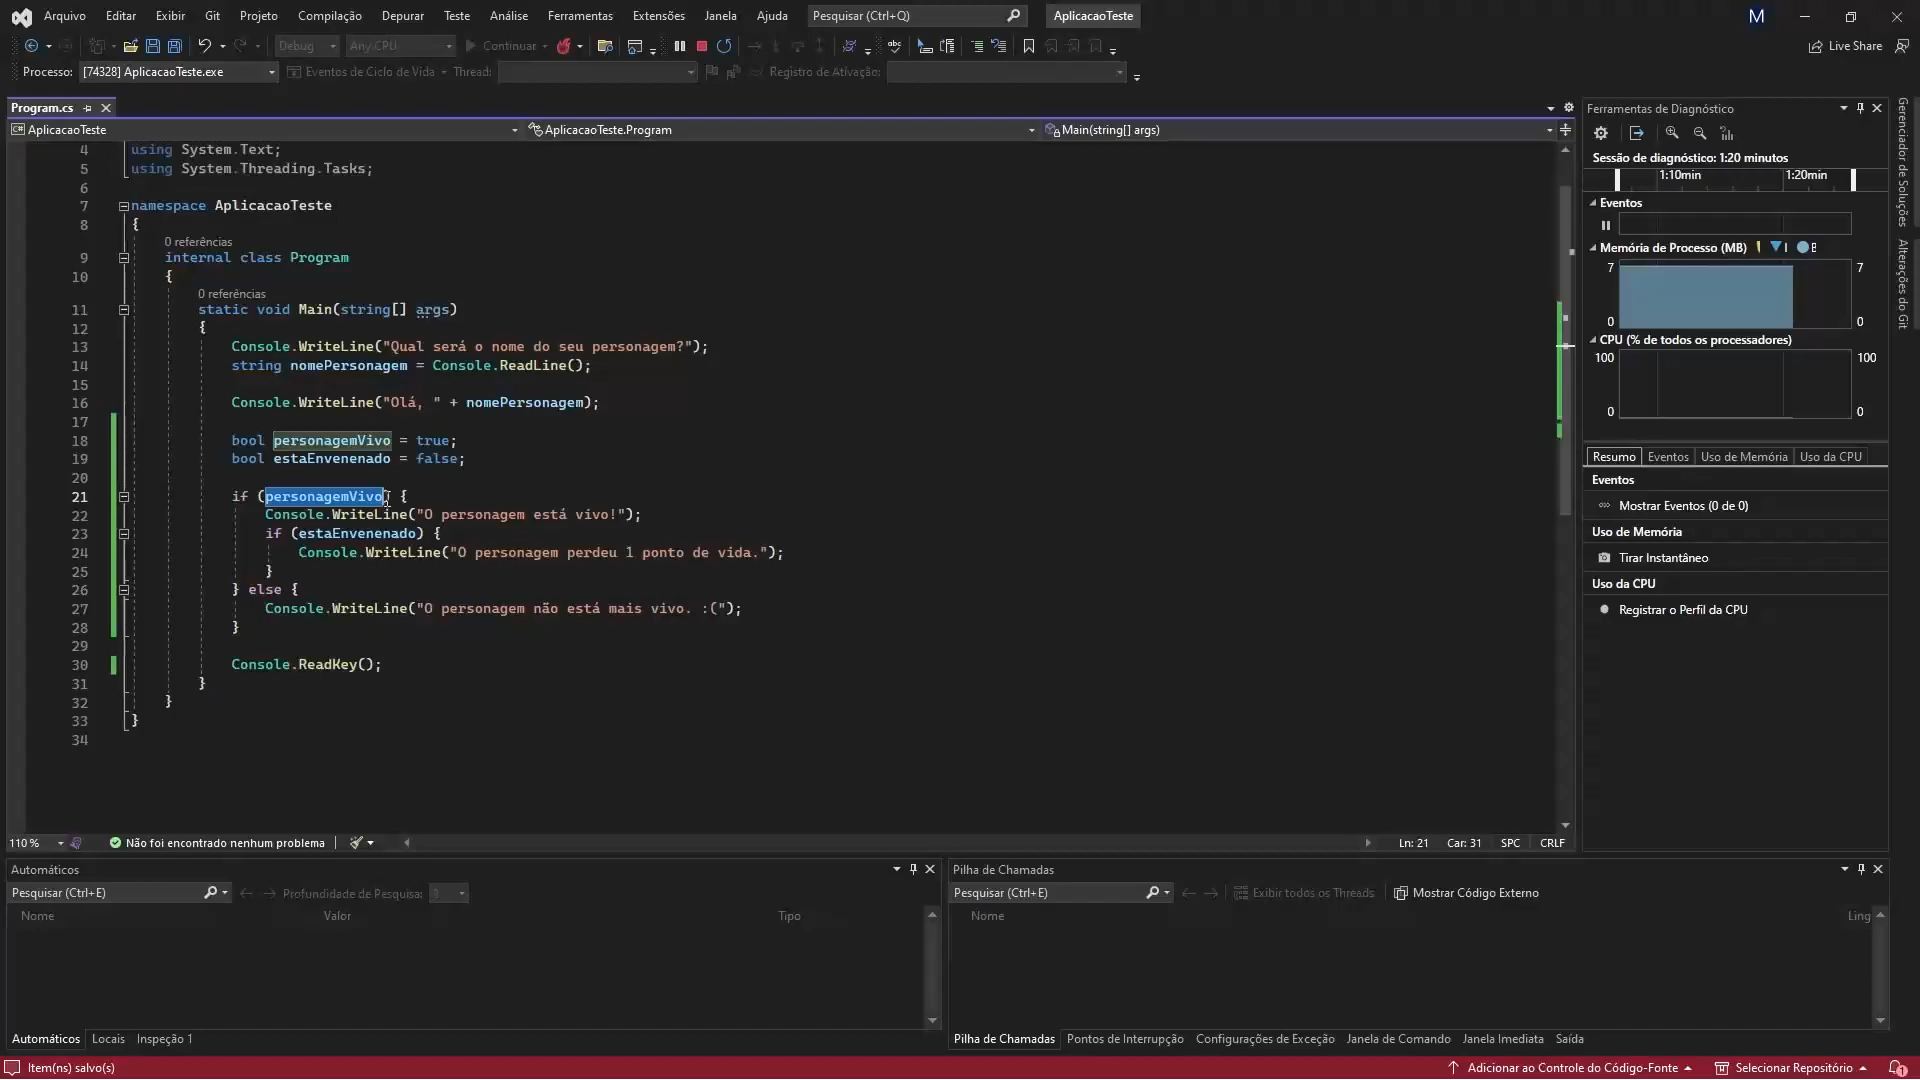 Arquivo Editar Exibir Git Projeto Compilação Depurar Teste Análise Ferramentas Extensões Janela Ajuda Pesquisar (Ctrl+Q) AplicacaoTeste M
Debug Any CPU Continuar abc Live Share
Processo: [74328] AplicacaoTeste.exe Eventos de Ciclo de Vida Thread: Registro de Ativação:
Program.cs
AplicacaoTeste AplicacaoTeste.Program Main(string[] args)
4 using System.Text;
5 using System.Threading.Tasks;
6
7 namespace AplicacaoTeste
8 {
0 referências
9 internal class Program
10 {
0 referências
11 static void Main(string[] args)
12 {
13 Console.WriteLine("Qual será o nome do seu personagem?");
14 string nomePersonagem = Console.ReadLine();
15
16 Console.WriteLine("Olá, " + nomePersonagem);
17
18 bool personagemVivo = true;
19 bool estaEnvenenado = false;
20
21 if (personagemVivo) {
22 Console.WriteLine("O personagem está vivo!");
23 if (estaEnvenenado) {
24 Console.WriteLine("O personagem perdeu 1 ponto de vida.");
25 }
26 } else {
27 Console.WriteLine("O personagem não está mais vivo. :(");
28 }
29
30 Console.ReadKey();
31 }
32 }
33 }
34
110 % Não foi encontrado nenhum problema Ln: 21 Car: 31 SPC CRLF
Ferramentas de Diagnóstico
Sessão de diagnóstico: 1:20 minutos
1:10min 1:20min
Eventos
Memória de Processo (MB)
7 7
0 0
CPU (% de todos os processadores)
100 100
0 0
Resumo Eventos Uso de Memória Uso da CPU
Eventos
Mostrar Eventos (0 de 0)
Uso de Memória
Tirar Instantâneo
Uso da CPU
Registrar o Perfil da CPU
Gerenciador de Soluções
Alterações do Git
Automáticos
Pesquisar (Ctrl+E) Profundidade de Pesquisa: 3
Nome Valor Tipo
Automáticos Locais Inspeção 1
Pilha de Chamadas
Pesquisar (Ctrl+E) Exibir todos os Threads Mostrar Código Externo
Nome Ling
Pilha de Chamadas Pontos de Interrupção Configurações de Exceção Janela de Comando Janela Imediata Saída
Item(ns) salvo(s) Adicionar ao Controle do Código-Fonte Selecionar Repositório 1